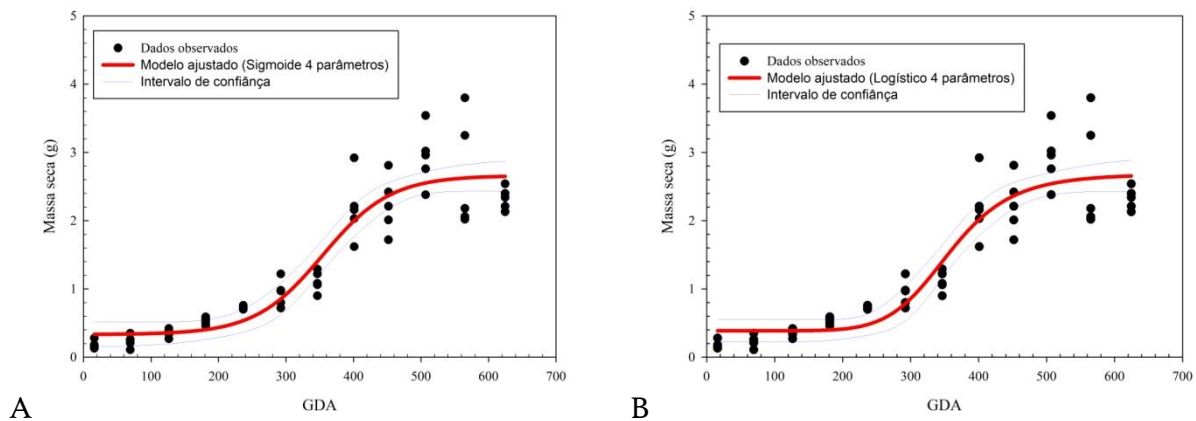 5
4
3
2
1
0
Massa seca (g)
Dados observados
Modelo ajustado (Sigmoide 4 parâmetros)
Intervalo de confiânça
0 100 200 300 400 500 600 700
GDA
A
5
4
3
2
1
0
Massa seca (g)
Dados observados
Modelo ajustado (Logístico 4 parâmetros)
Intervalo de confiânça
0 100 200 300 400 500 600 700
GDA
B